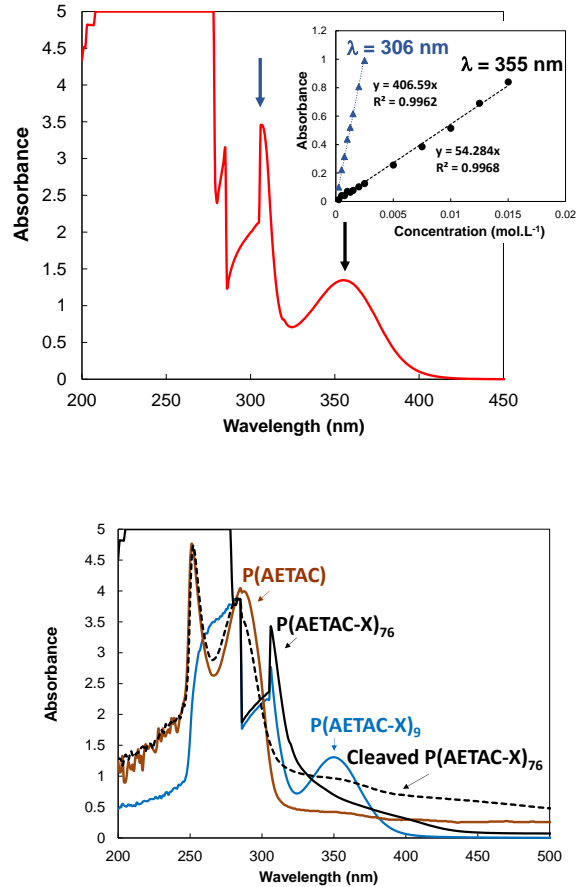 5
4.5
4
3.5
3
2.5
2
1.5
1
0.5
0
Absorbance
200 250 300 350 400 450
Wavelength (nm)
1.2
1
0.8
0.6
0.4
0.2
0
Absorbance
λ = 306 nm
λ = 355 nm
y = 406.59x
R² = 0.9962
y = 54.284x
R² = 0.9968
0 0.005 0.01 0.015 0.02
Concentration (mol.L⁻¹)
5
4.5
4
3.5
3
2.5
2
1.5
1
0.5
0
Absorbance
P(AETAC)
P(AETAC-X)₇₆
P(AETAC-X)₉
Cleaved P(AETAC-X)₇₆
200 250 300 350 400 450 500
Wavelength (nm)